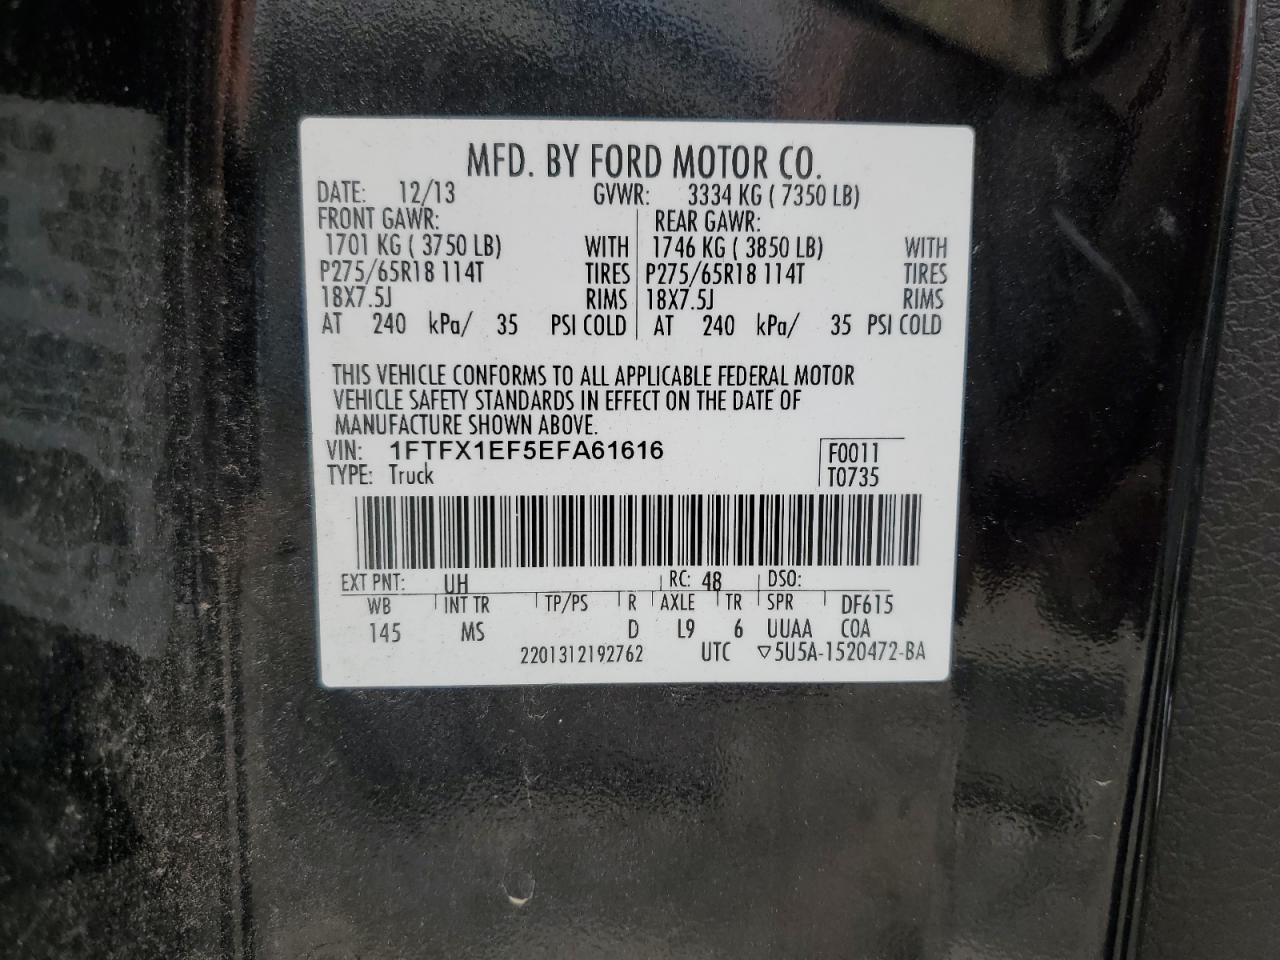 MFD. BY FORD MOTOR CO.
DATE: 12/13 GVWR: 3334 KG ( 7350 LB)
FRONT GAWR: REAR GAWR:
1701 KG ( 3750 LB) WITH 1746 KG ( 3850 LB) WITH
P275/65R18 114T TIRES P275/65R18 114T TIRES
18X7.5J RIMS 18X7.5J RIMS
AT 240 kPa/ 35 PSI COLD AT 240 kPa/ 35 PSI COLD
THIS VEHICLE CONFORMS TO ALL APPLICABLE FEDERAL MOTOR
VEHICLE SAFETY STANDARDS IN EFFECT ON THE DATE OF
MANUFACTURE SHOWN ABOVE.
VIN: 1FTFX1EF5EFA61616 F0011
TYPE: Truck T0735
EXT PNT: UH RC: 48 DSO:
WB INT TR TP/PS R AXLE TR SPR DF615
145 MS D L9 6 UUAA COA
2201312192762 UTC ▽5U5A-1520472-BA